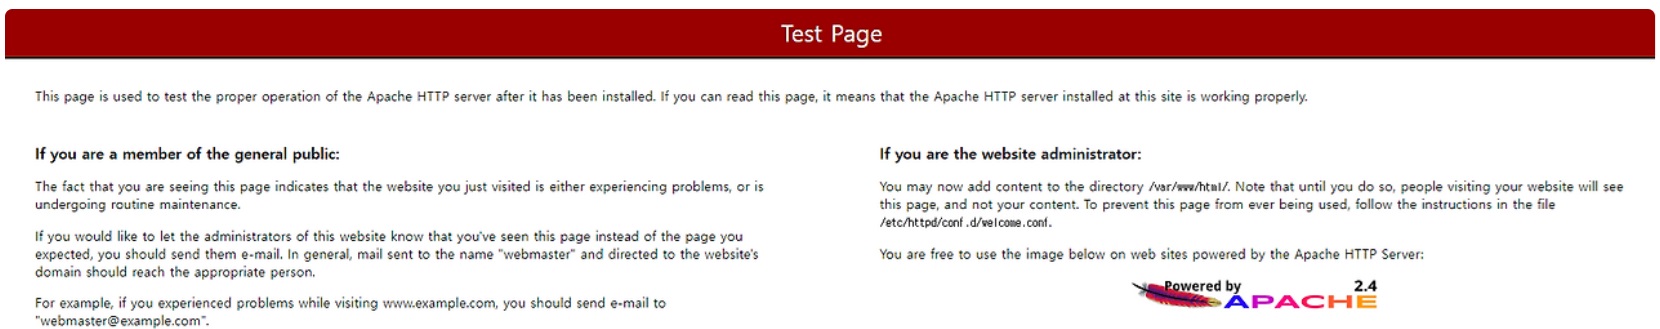 Test Page
This page is used to test the proper operation of the Apache HTTP server after it has been installed. If you can read this page, it means that the Apache HTTP server installed at this site is working properly.
If you are a member of the general public:
The fact that you are seeing this page indicates that the website you just visited is either experiencing problems, or is
undergoing routine maintenance.
If you would like to let the administrators of this website know that you've seen this page instead of the page you
expected, you should send them e-mail. In general, mail sent to the name "webmaster" and directed to the website's
domain should reach the appropriate person.
For example, if you experienced problems while visiting www.example.com, you should send e-mail to
"webmaster@example.com".
If you are the website administrator:
You may now add content to the directory /var/www/html/. Note that until you do so, people visiting your website will see
this page, and not your content. To prevent this page from ever being used, follow the instructions in the file
/etc/httpd/conf.d/welcome.conf.
You are free to use the image below on web sites powered by the Apache HTTP Server:
Powered by 2.4
APACHE